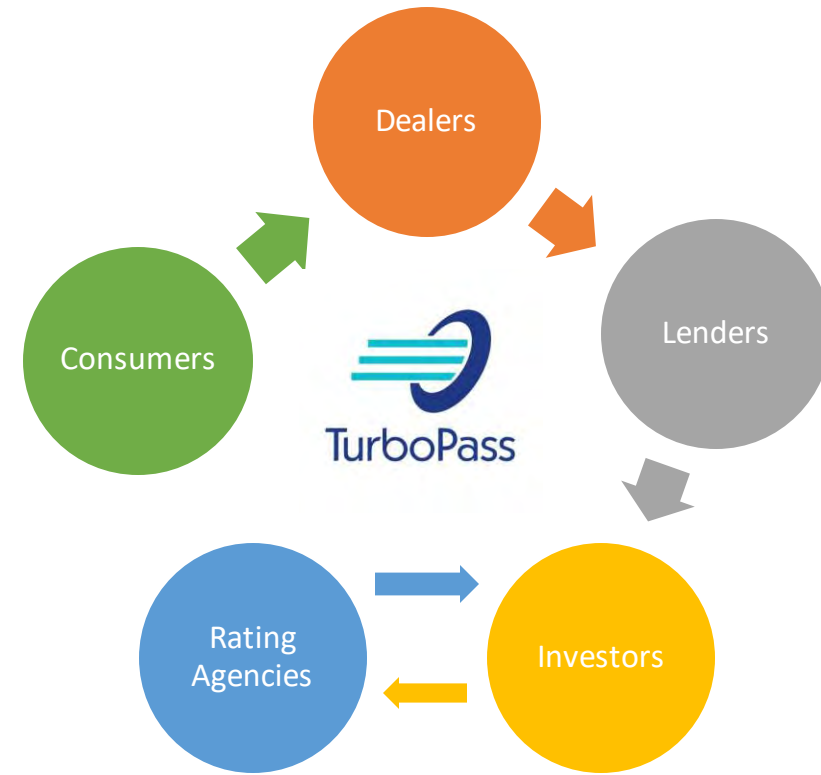 Dealers
Lenders
Consumers
TurboPass
Rating
Agencies
Investors